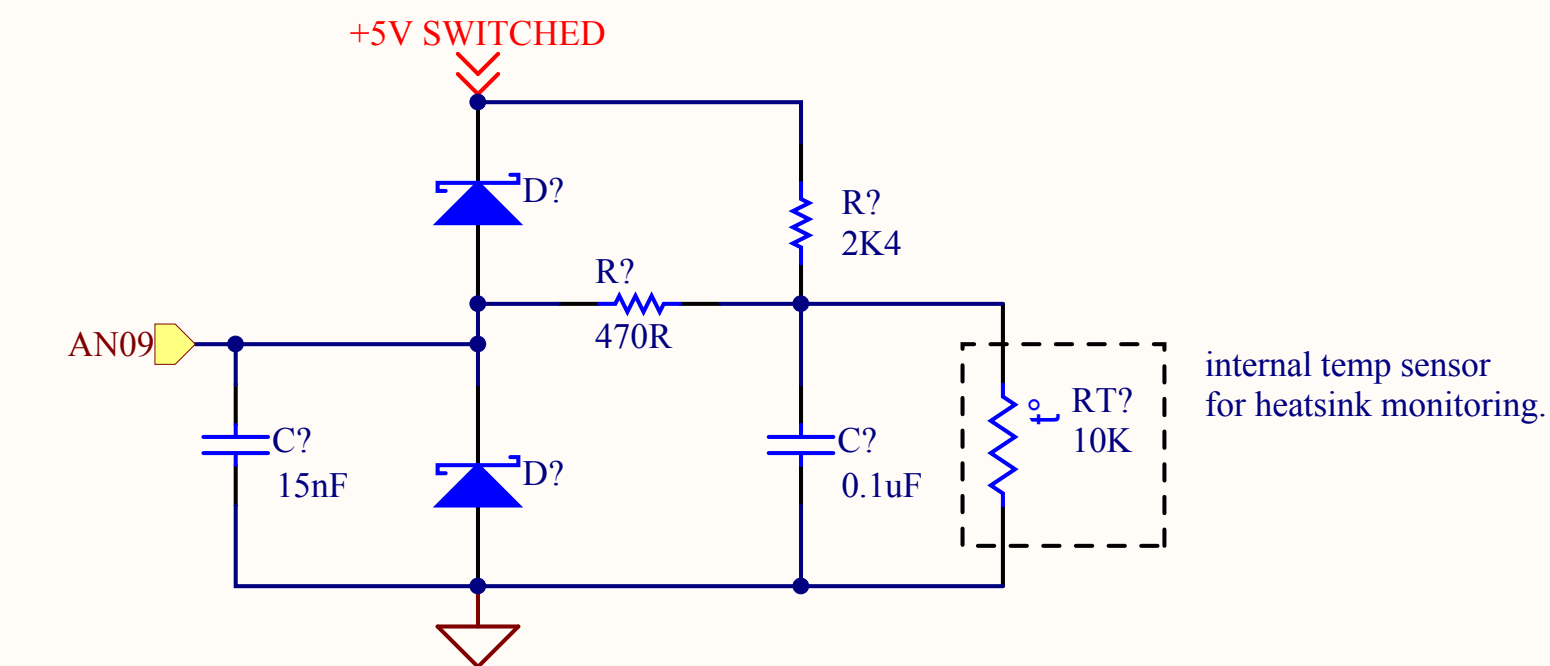 +5V SWITCHED
D?
R?
2K4
R?
470R
AN09
internal temp sensor
for heatsink monitoring.
t°
RT?
10K
C?
15nF
D?
C?
0.1uF